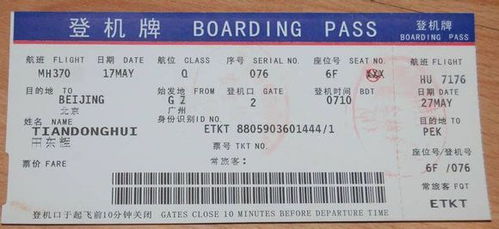 登机牌 BOARDING PASS
登机牌
BOARDING PASS
航班 FLIGHT 日期 DATE 航位 CLASS 序号 SERIAL NO. 座位号 SEAT NO.
MH370 17MAY Q 076 6F
目的地 TO 始发地 FROM 登机口 GATE 登机时间 BDT
BEIJING G Z 2 0710
北京 广州
姓名 NAME 身份识别 ID NO.
TIANDONGHUI ETKT 8805903601444/1
田东辉
票号 TKT NO.
票价 FARE 常旅客:
登机口于起飞前10分钟关闭 GATES CLOSE 10 MINUTES BEFORE DEPARTURE TIME
航班 FLIGHT
HU 7176
日期 DATE
27MAY
目的地 TO
PEK
座位号/登机号
6F /076
常旅客 FQT
ETKT